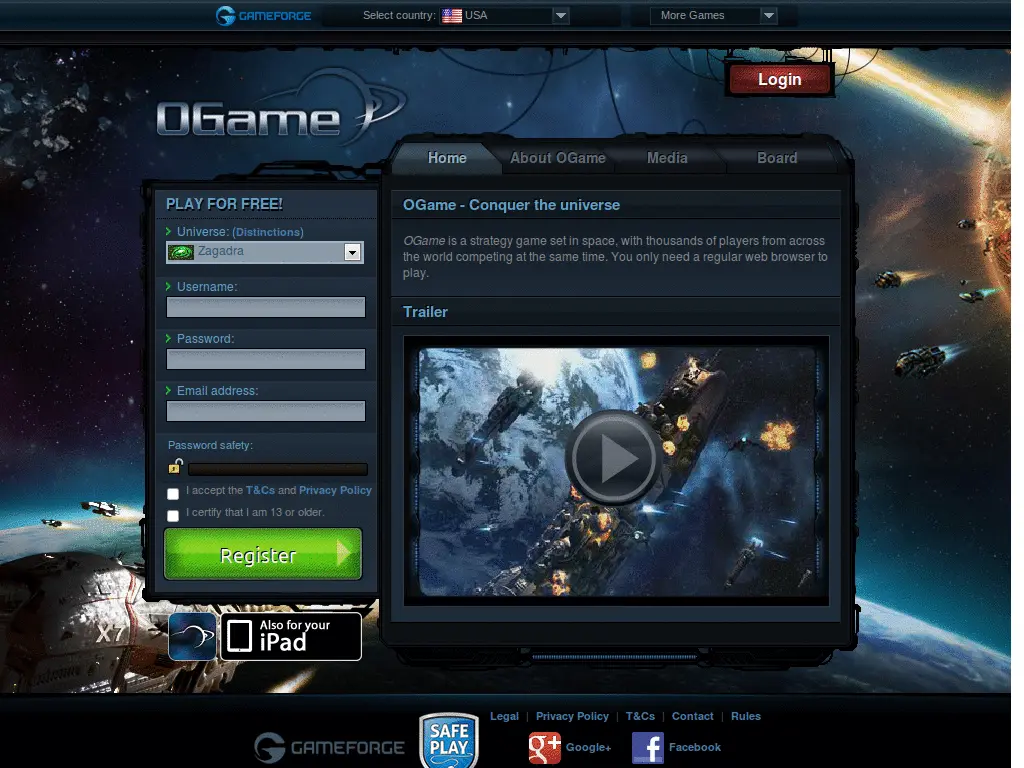 GAMEFORGE
Select country: USA
More Games
Login
OGame
Home
About OGame
Media
Board
PLAY FOR FREE!
Universe: (Distinctions)
Zagadra
Username:
Password:
Email address:
Password safety:
I accept the T&Cs and Privacy Policy
I certify that I am 13 or older.
Register
Also for your
iPad
OGame - Conquer the universe
OGame is a strategy game set in space, with thousands of players from across
the world competing at the same time. You only need a regular web browser to
play.
Trailer
X7
GAMEFORGE
SAFE
PLAY
Legal | Privacy Policy | T&Cs | Contact | Rules
g+ Google+
f Facebook